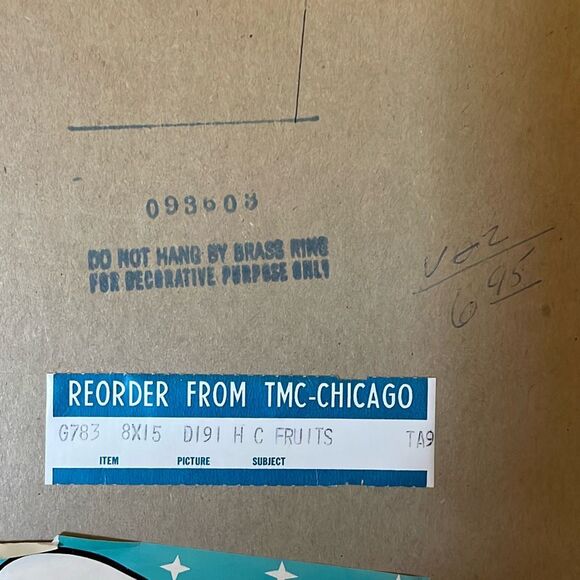 093608
DO NOT HANG BY BRASS RING
FOR DECORATIVE PURPOSE ONLY
6 95
REORDER FROM TMC-CHICAGO
G783 8X15 D191 H C FRUITS TA9
ITEM PICTURE SUBJECT